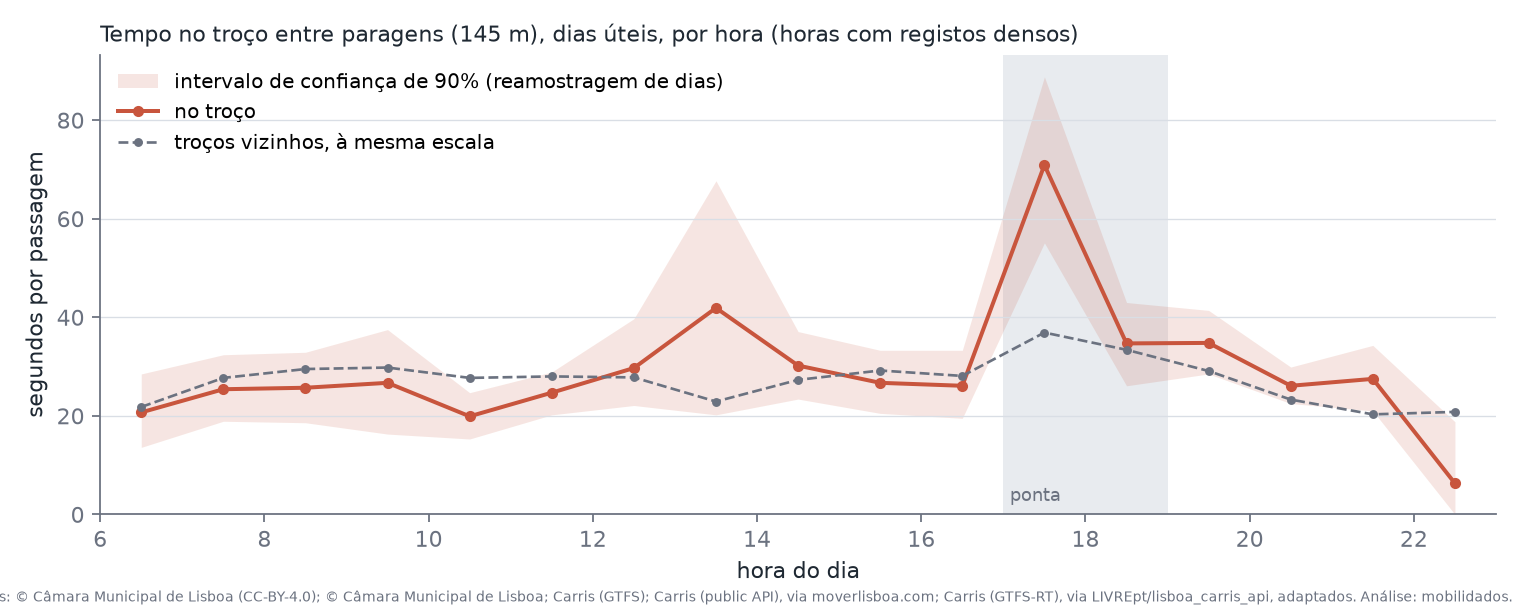 Tempo no troço entre paragens (145 m), dias úteis, por hora (horas com registos densos)
intervalo de confiança de 90% (reamostragem de dias)
no troço
troços vizinhos, à mesma escala
segundos por passagem
80
60
40
20
0
ponta
6 8 10 12 14 16 18 20 22
hora do dia
s: © Câmara Municipal de Lisboa (CC-BY-4.0); © Câmara Municipal de Lisboa; Carris (GTFS); Carris (public API), via moverlisboa.com; Carris (GTFS-RT), via LIVREpt/lisboa_carris_api, adaptados. Análise: mobilidados.